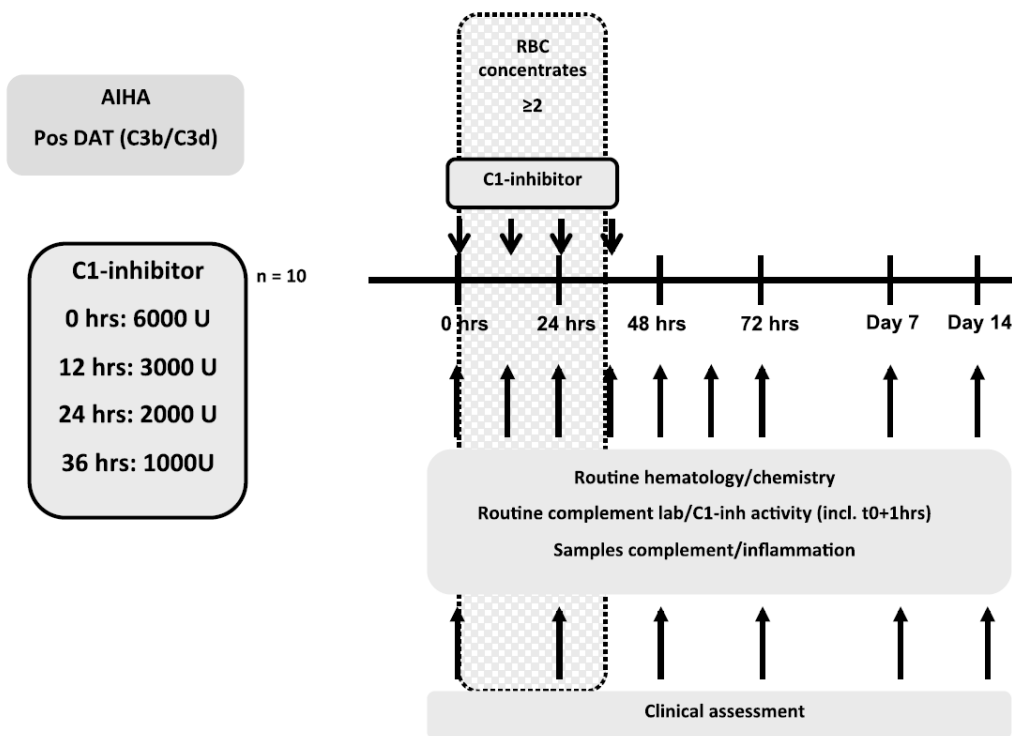 RBC
concentrates
≥2
AIHA
Pos DAT (C3b/C3d)
C1-inhibitor
C1-inhibitor
0 hrs: 6000 U
12 hrs: 3000 U
24 hrs: 2000 U
36 hrs: 1000U
n = 10
0 hrs 24 hrs 48 hrs 72 hrs Day 7 Day 14
Routine hematology/chemistry
Routine complement lab/C1-inh activity (incl. t0+1hrs)
Samples complement/inflammation
Clinical assessment